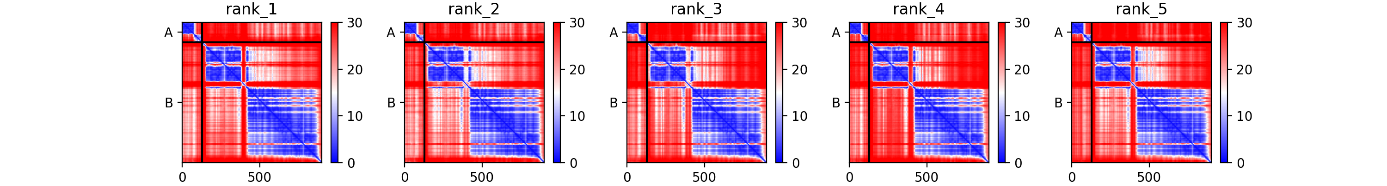 rank_1 rank_2 rank_3 rank_4 rank_5
A 30 A 30 A 30 A 30 A 30
20 20 20 20 20
B B B B B
10 10 10 10 10
0 0 0 0 0
0 500 0 500 0 500 0 500 0 500